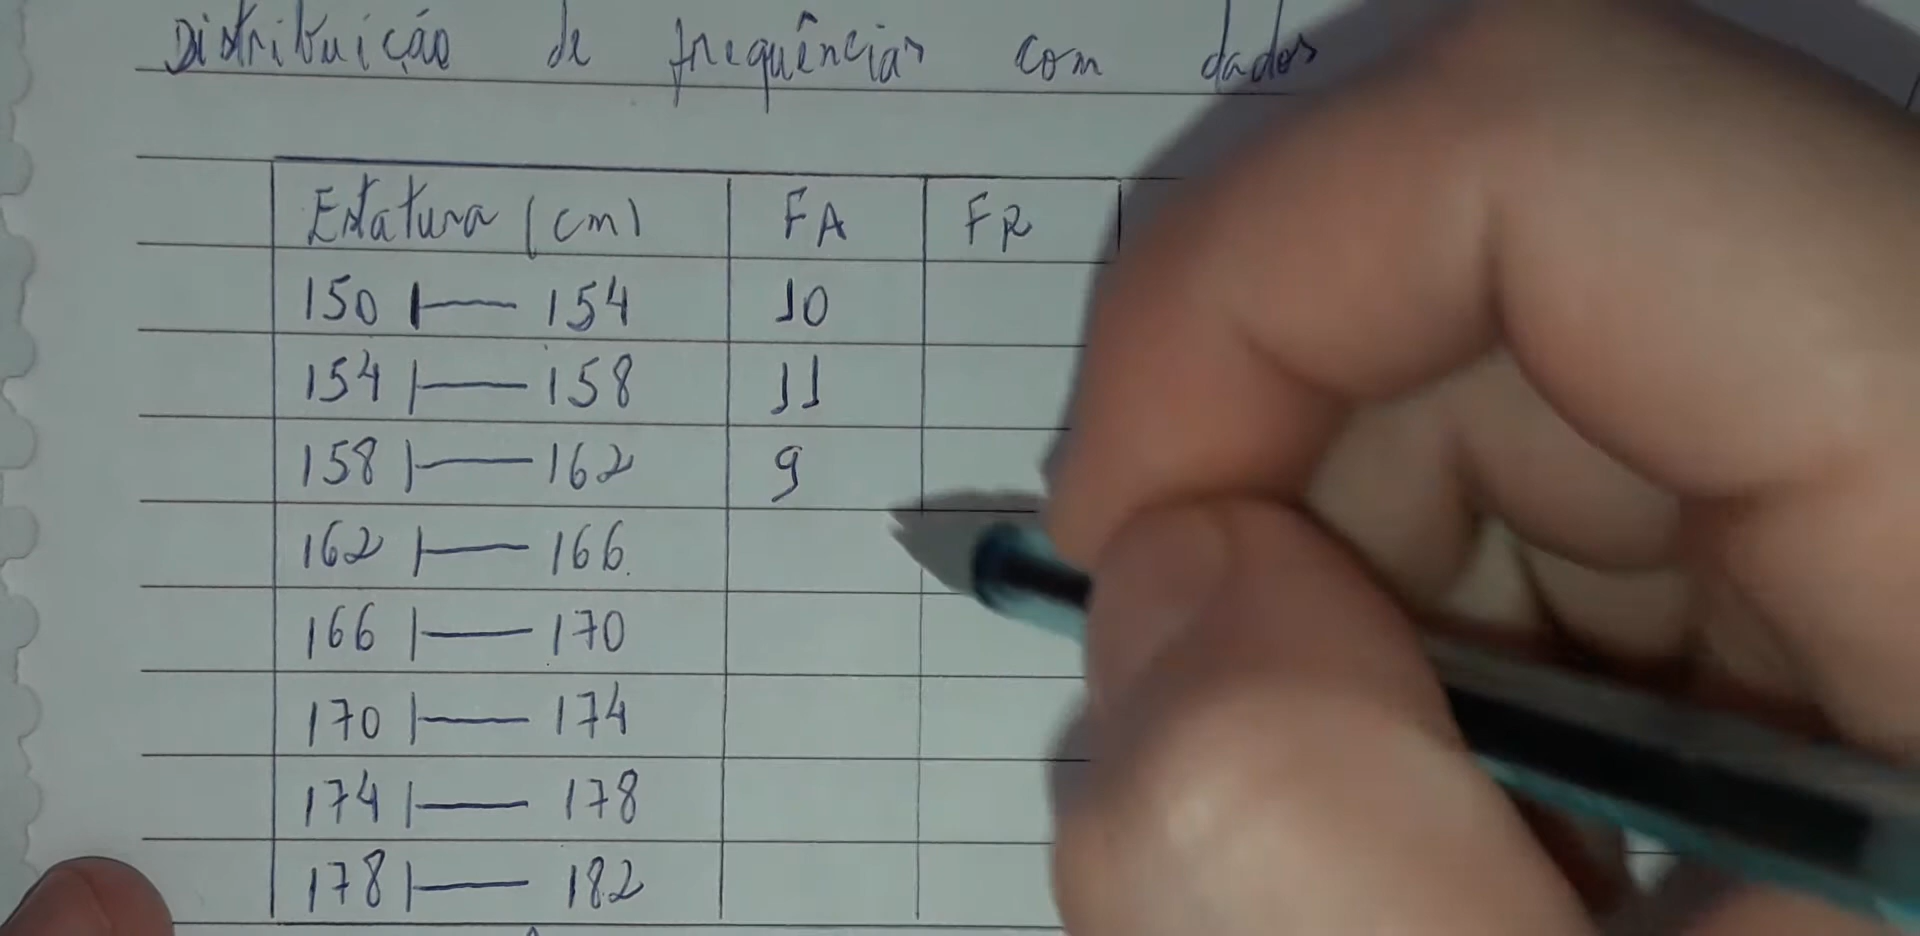 Distribuição de frequências com dados
Estatura (cm) FA FR
150 |— 154 10
154 |— 158 11
158 |— 162 9
162 |— 166
166 |— 170
170 |— 174
174 |— 178
178 |— 182